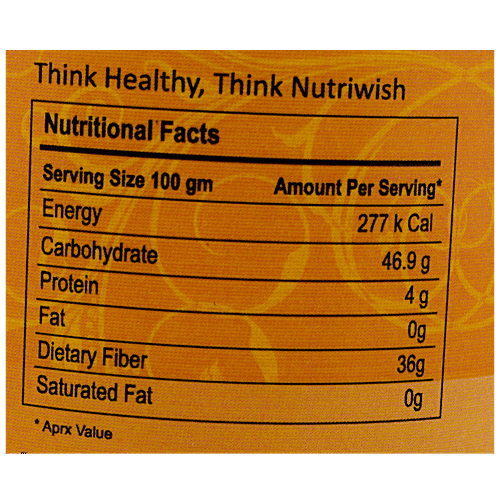 Think Healthy, Think Nutriwish
Nutritional Facts
Serving Size 100 gm Amount Per Serving*
Energy 277 k Cal
Carbohydrate 46.9 g
Protein 4 g
Fat 0g
Dietary Fiber 36g
Saturated Fat 0g
* Aprx Value